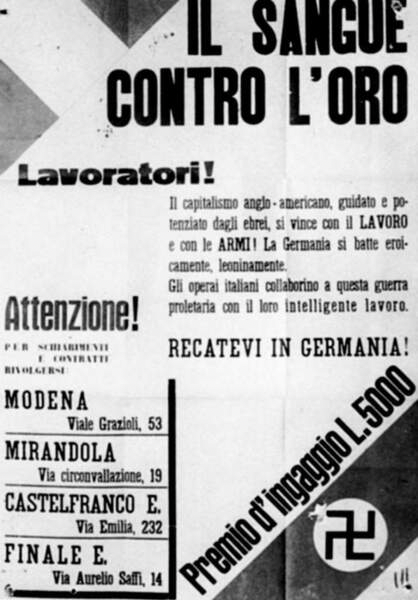 IL SANGUE
CONTRO L'ORO
Lavoratori!
Il capitalismo anglo-americano, guidato e po-
tenziato dagli ebrei, si vince con il LAVORO
e con le ARMI! La Germania si batte eroi-
camente, leoninamente.
Gli operai italiani collaborino a questa guerra
proletaria con il loro intelligente lavoro.
RECATEVI IN GERMANIA!
Attenzione!
PER SCHIARIMENTI
E CONTRATTI
RIVOLGERSI:
MODENA
Viale Grazioli, 53
MIRANDOLA
Via circonvallazione, 19
CASTELFRANCO E.
Via Emilia, 232
FINALE E.
Via Aurelio Saffi, 14
Premio d'ingaggio L. 5000